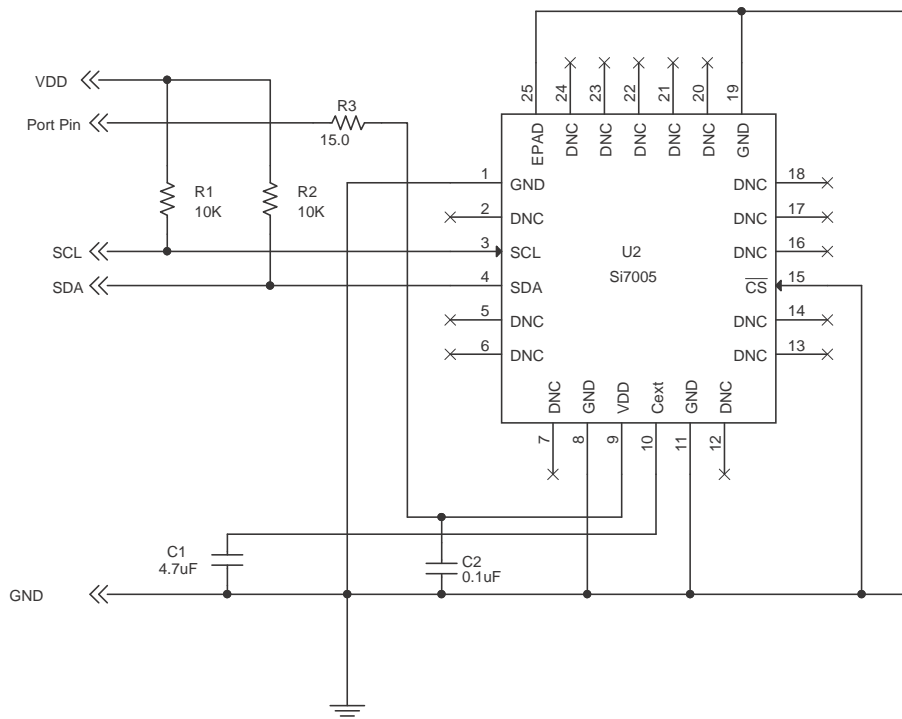 VDD
Port Pin
R3
15.0
R1
10K
R2
10K
SCL
SDA
GND
C1
4.7uF
C2
0.1uF
U2
Si7005
25
24
23
22
21
20
19
EPAD
DNC
DNC
DNC
DNC
DNC
GND
1
GND
2
DNC
3
SCL
4
SDA
5
DNC
6
DNC
DNC
18
DNC
17
DNC
16
CS
15
DNC
14
DNC
13
DNC
GND
VDD
Cext
GND
DNC
7
8
9
10
11
12